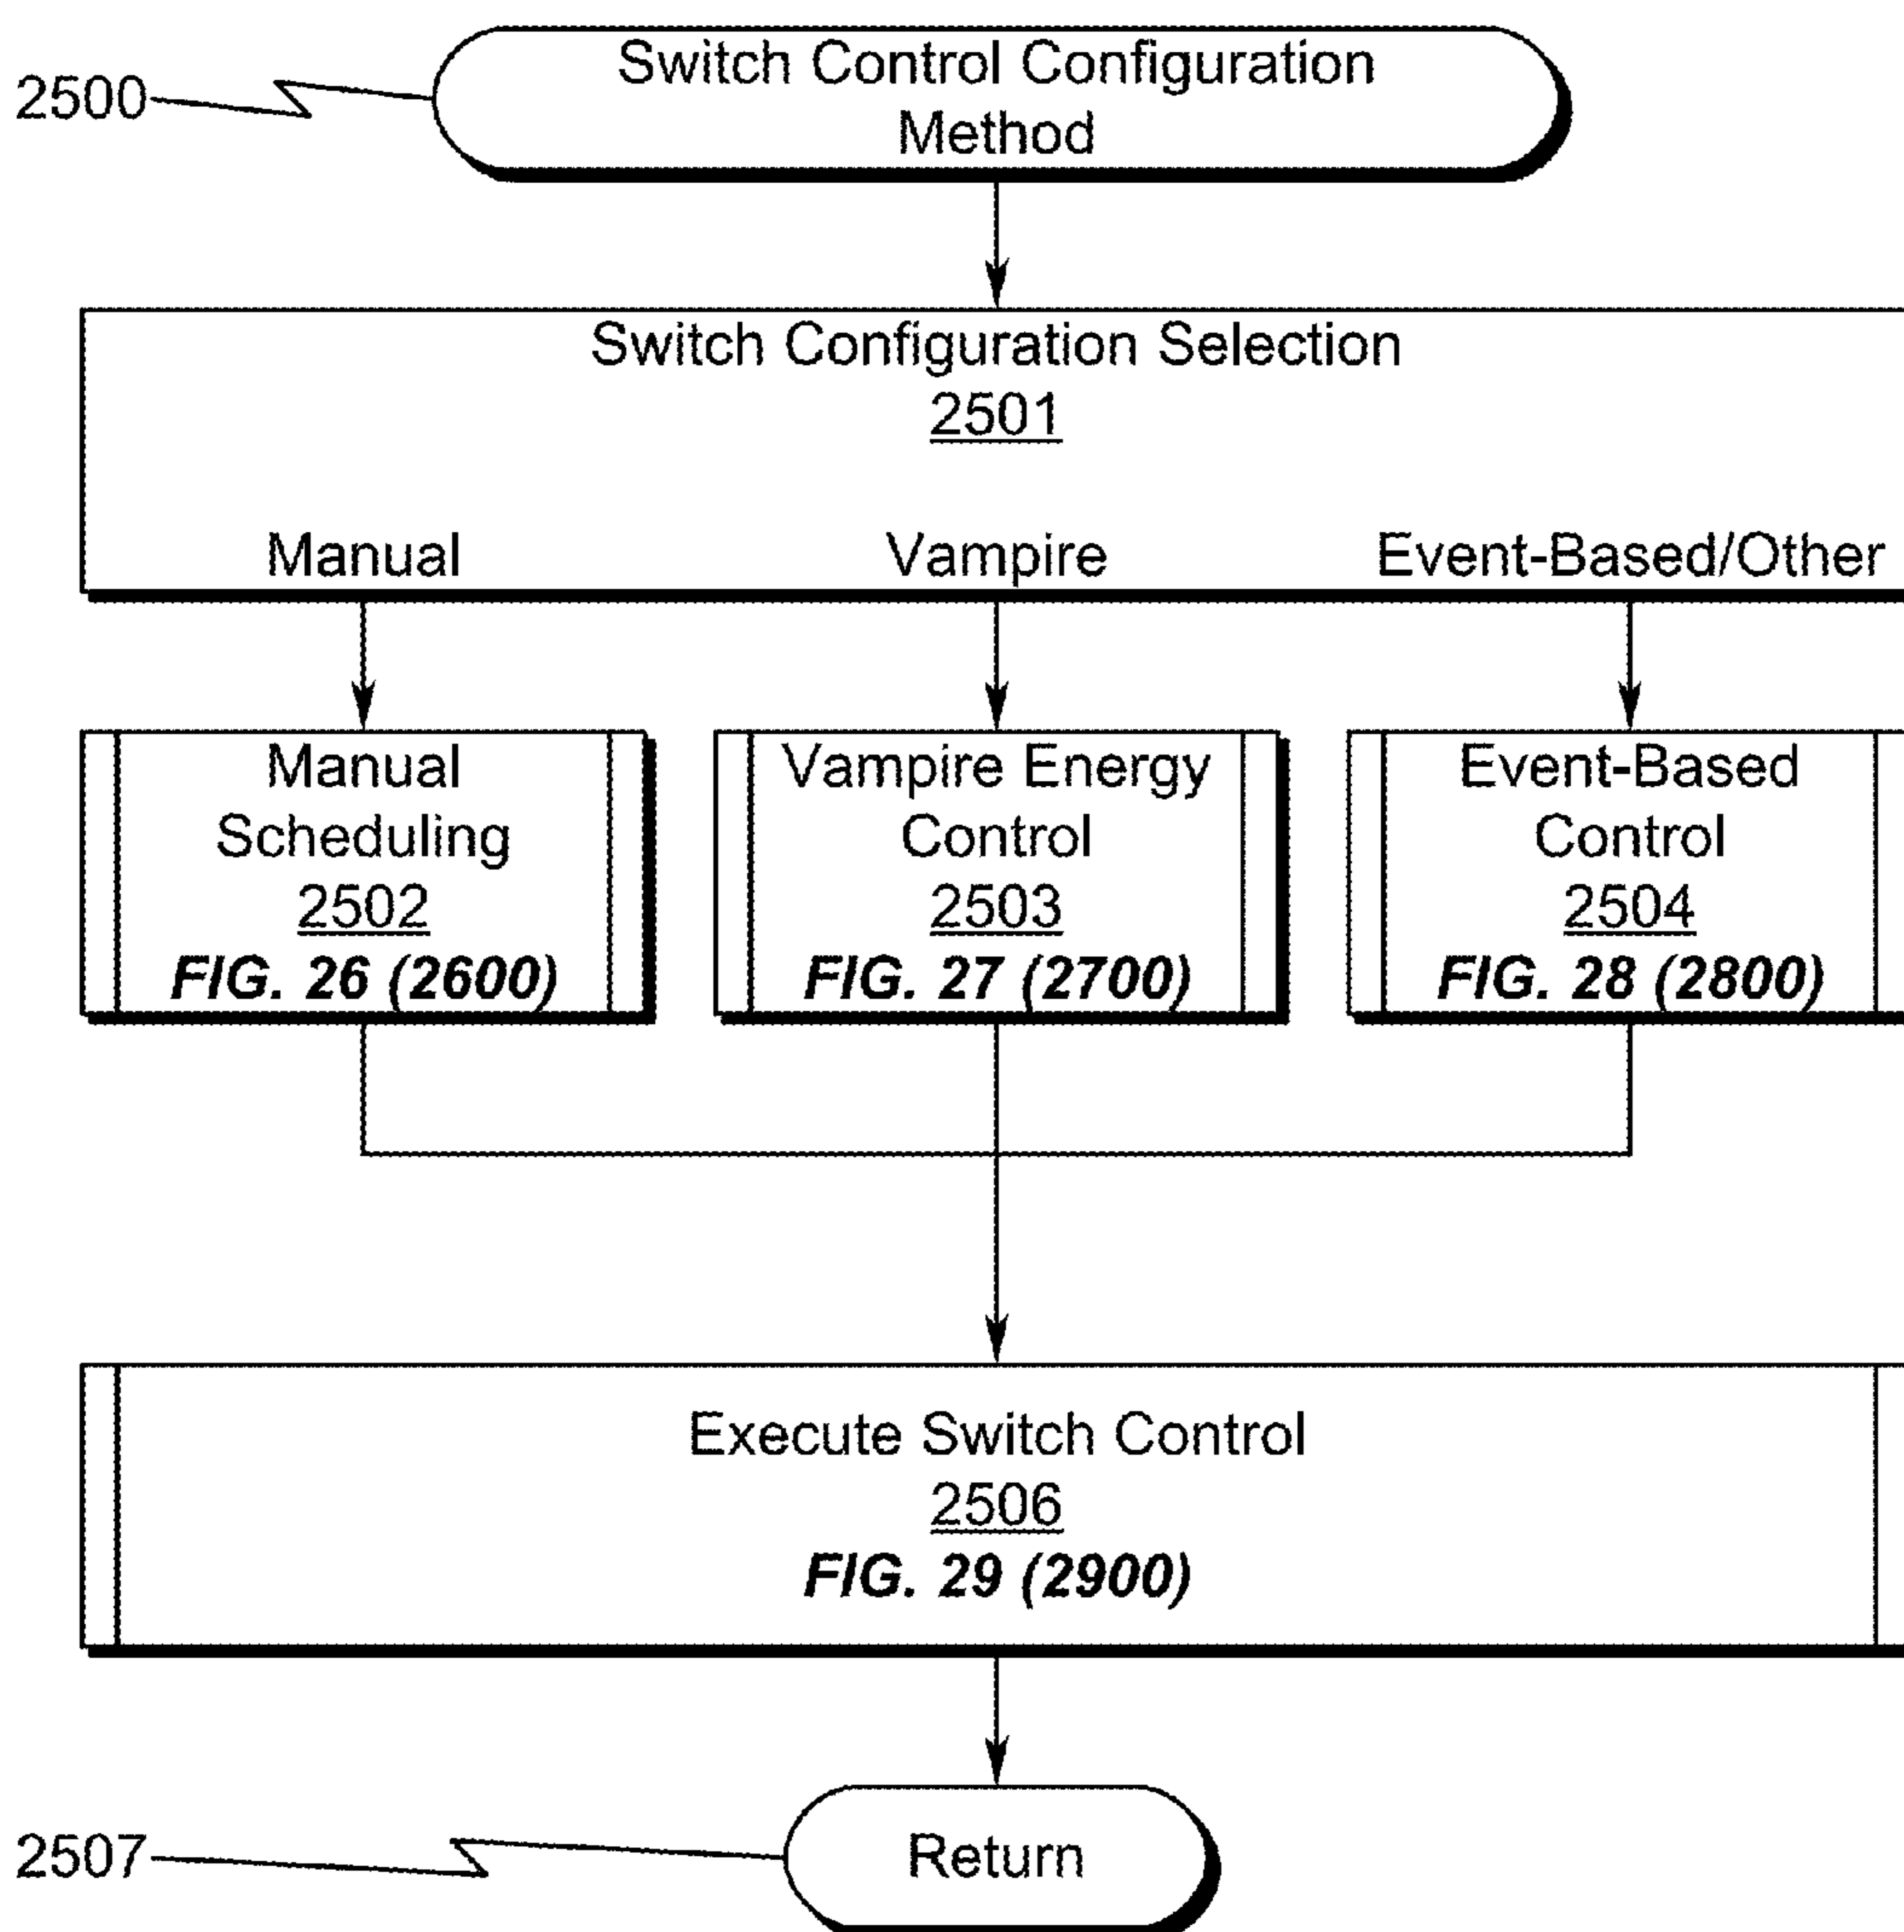 2500
Switch Control Configuration
Method
Switch Configuration Selection
2501
Manual
Vampire
Event-Based/Other
Manual
Scheduling
2502
FIG. 26 (2600)
Vampire Energy
Control
2503
FIG. 27 (2700)
Event-Based
Control
2504
FIG. 28 (2800)
Execute Switch Control
2506
FIG. 29 (2900)
2507
Return